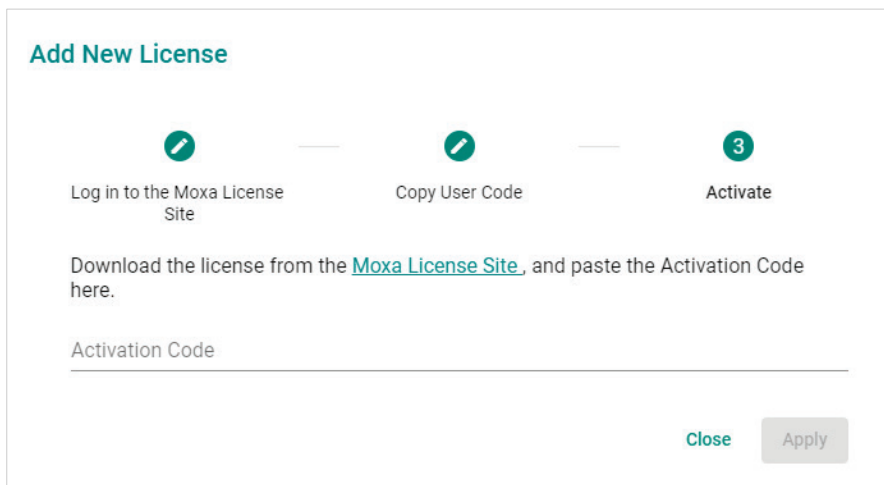 Add New License
3
Log in to the Moxa License
Site
Copy User Code
Activate
Download the license from the Moxa License Site , and paste the Activation Code
here.
Activation Code
Close
Apply